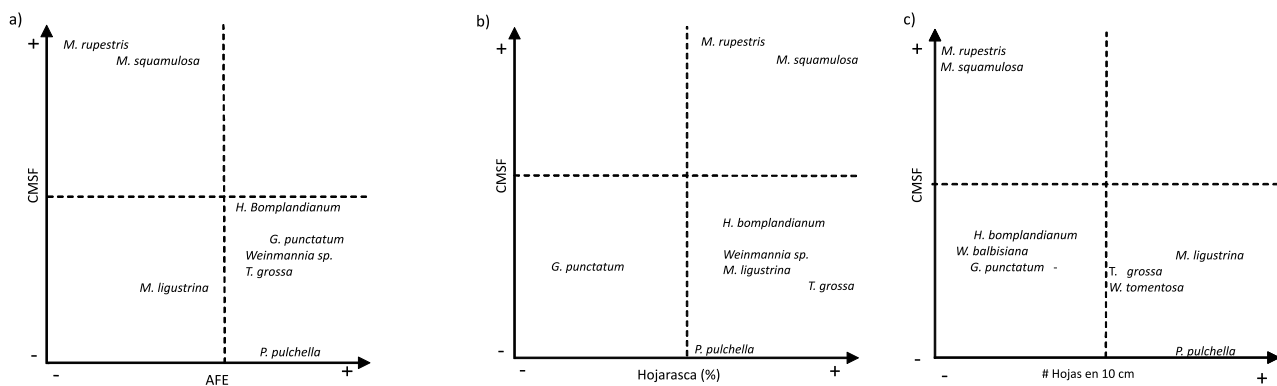 a)
+
M. rupestris
M. squamulosa
CMSF
H. Bomplandianum
G. punctatum
Weinmannia sp.
T. grossa
M. ligustrina
P. pulchella
-
-
AFE
+
b)
+
M. rupestris
M. squamulosa
CMSF
H. bomplandianum
Weinmannia sp.
G. punctatum
M. ligustrina
T. grossa
P. pulchella
-
-
Hojarasca (%)
+
c)
+
M. rupestris
M. squamulosa
CMSF
H. bomplandianum
W. balbisiana
M. ligustrina
G. punctatum -
T. grossa
W. tomentosa
P. pulchella
-
-
# Hojas en 10 cm
+